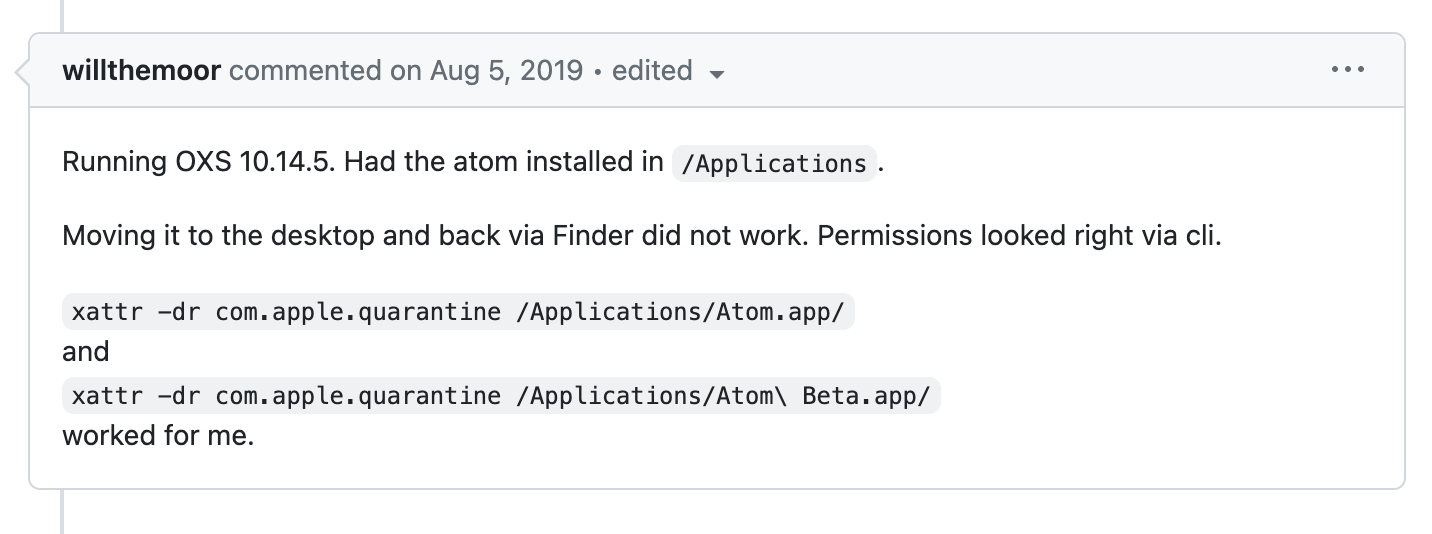 willthemoor commented on Aug 5, 2019 • edited
Running OXS 10.14.5. Had the atom installed in /Applications.
Moving it to the desktop and back via Finder did not work. Permissions looked right via cli.
xattr -dr com.apple.quarantine /Applications/Atom.app/
and
xattr -dr com.apple.quarantine /Applications/Atom\ Beta.app/
worked for me.